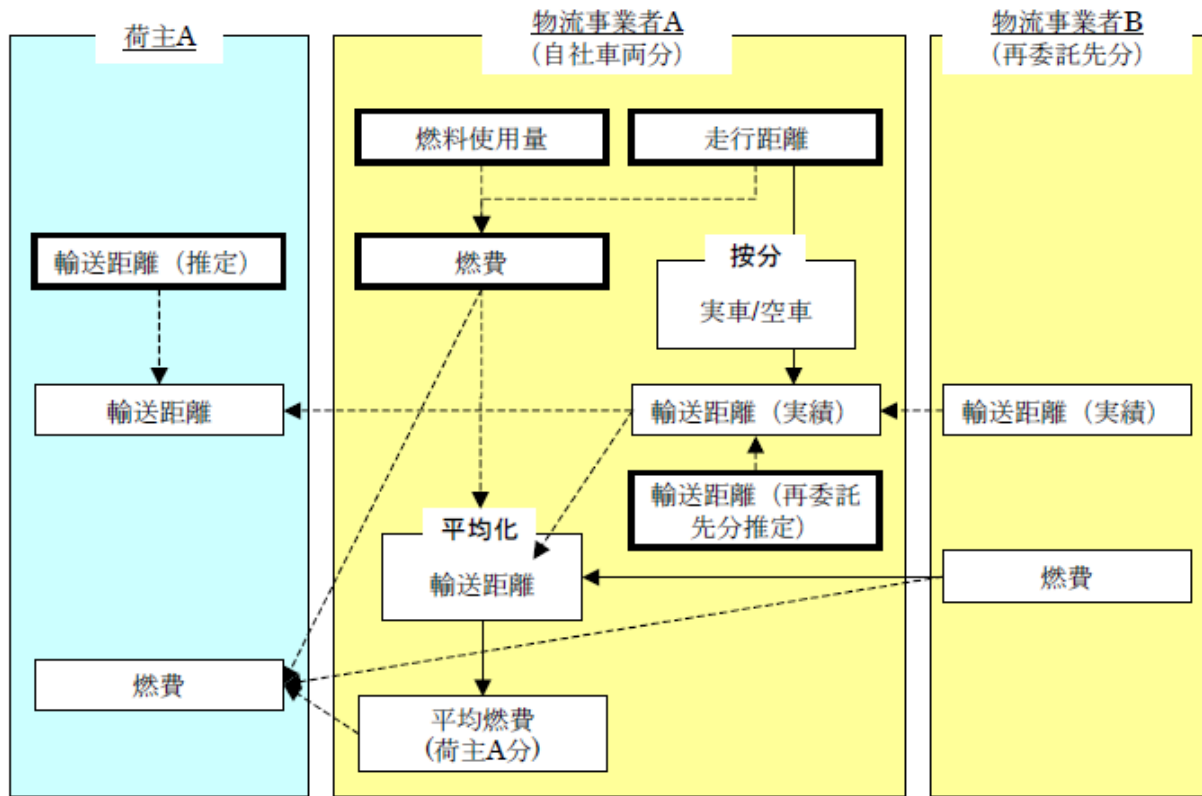 荷主A
物流事業者A
(自社車両分)
物流事業者B
(再委託先分)
燃料使用量
走行距離
輸送距離（推定）
燃費
按分
実車/空車
輸送距離
輸送距離（実績）
輸送距離（実績）
輸送距離（再委託
先分推定）
平均化
輸送距離
燃費
燃費
平均燃費
(荷主A分)